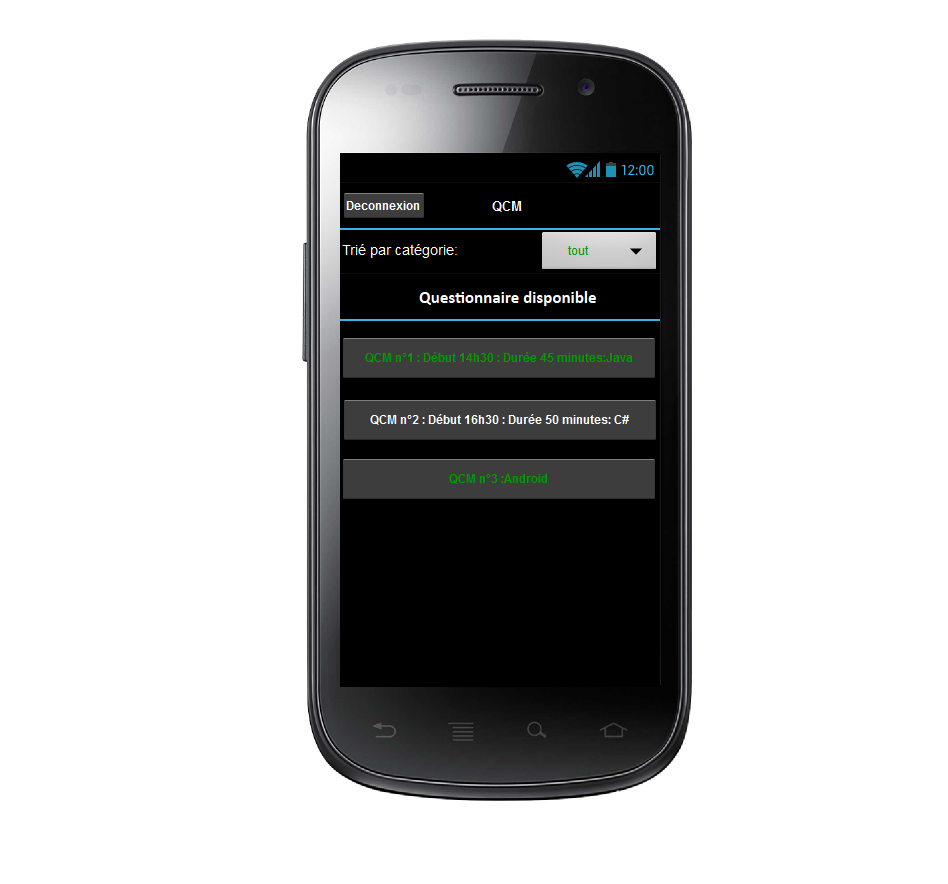 12:00
Deconnexion QCM
Trié par catégorie: tout
Questionnaire disponible
QCM n°1 : Début 14h30 : Durée 45 minutes:Java
QCM n°2 : Début 16h30 : Durée 50 minutes: C#
QCM n°3 :Android